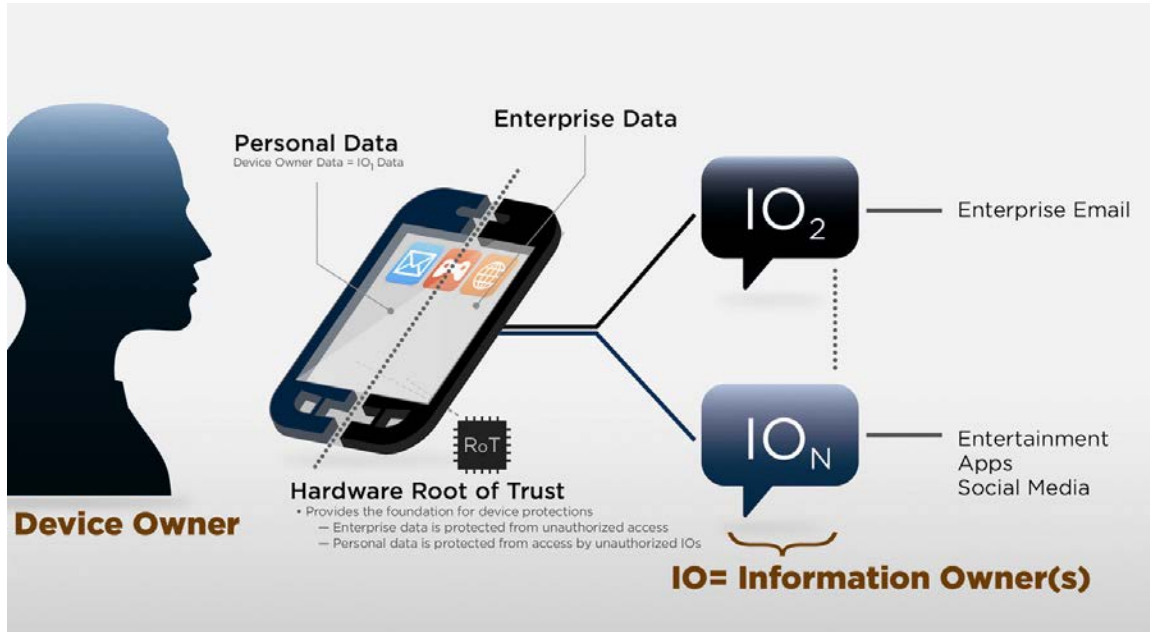 Enterprise Data
Personal Data
Device Owner Data = IO₁ Data
IO₂
Enterprise Email
IOₙ
Entertainment
Apps
Social Media
RoT
Hardware Root of Trust
• Provides the foundation for device protections
— Enterprise data is protected from unauthorized access
— Personal data is protected from access by unauthorized IOs
Device Owner
IO= Information Owner(s)